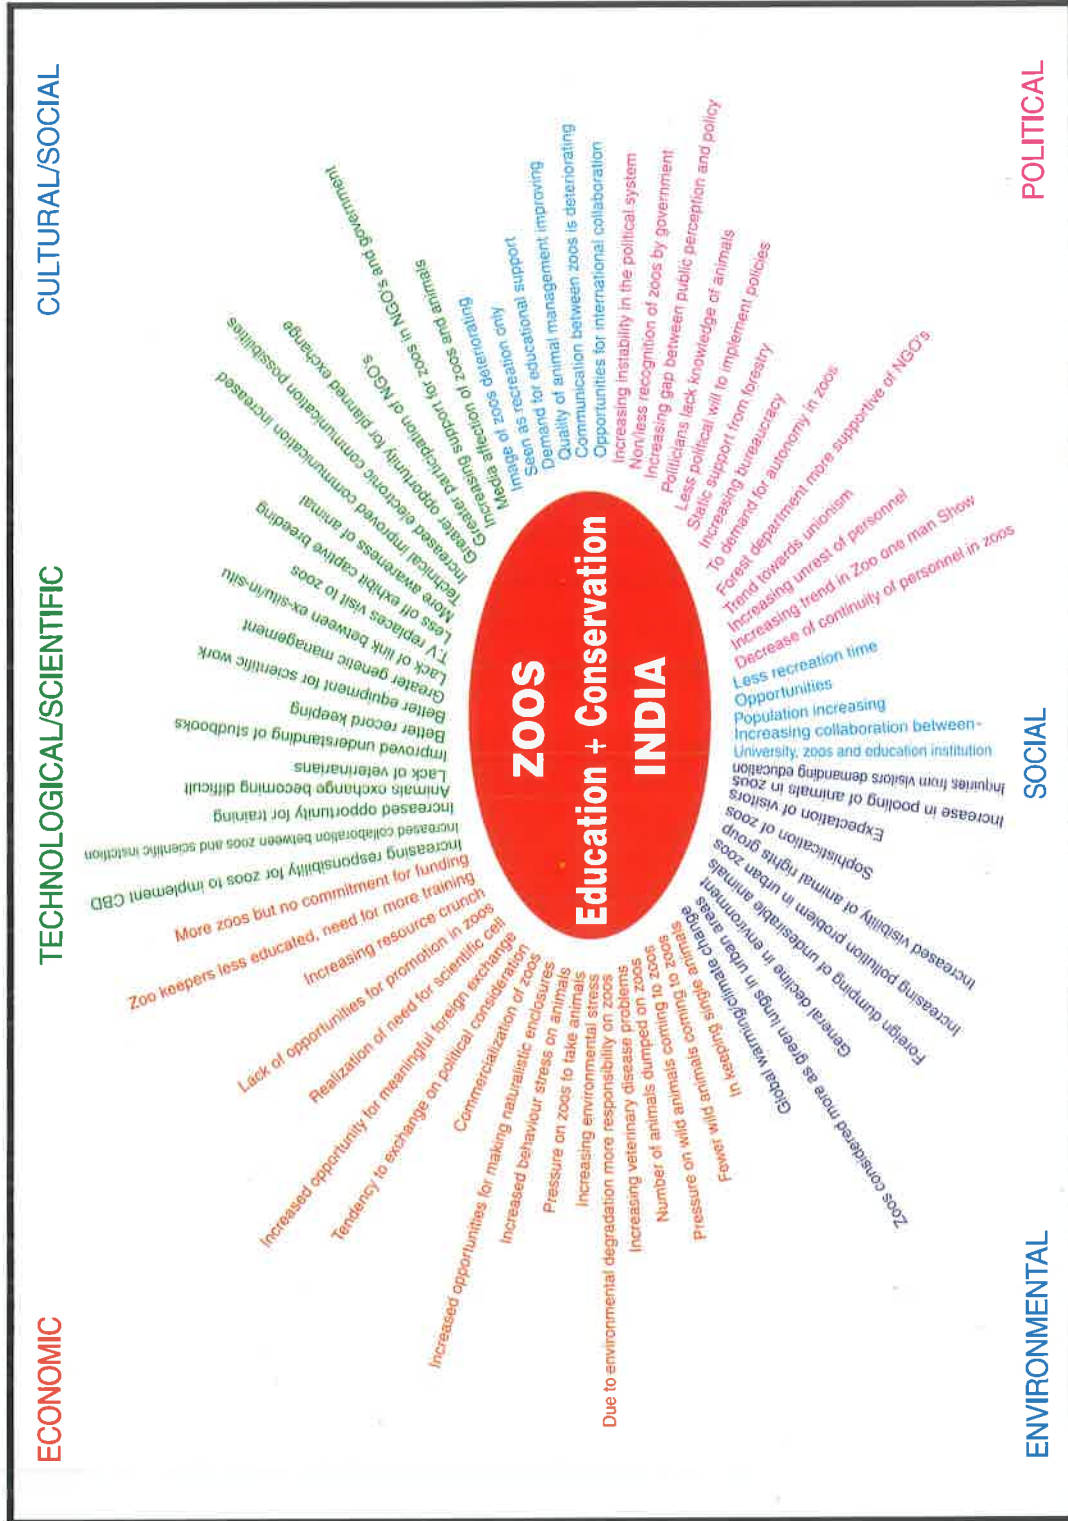 ECONOMIC
TECHNOLOGICAL/SCIENTIFIC
CULTURAL/SOCIAL
ZOOS
Education + Conservation
INDIA
More zoos but no commitment for funding
Zoo keepers less educated, need for more training
Increasing resource crunch
Lack of opportunities for promotion in zoos
Realization of need for scientific cell
Increased opportunity for meaningful foreign exchange
Tendency to exchange on political consideration
Commercialization of zoos
Increased opportunities for making naturalistic enclosures
Increased behaviour stress on animals
Pressure on zoos to take animals
Increasing environmental stress
Due to environmental degradation more responsibility on zoos
Increasing veterinary disease problems
Number of animals dumped on zoos
Pressure on wild animals coming to zoos
Fewer wild animals coming to zoos
In keeping single animals
Increasing responsibility for zoos to implement CBD
Increased collaboration between zoos and scientific instction
Increased opportunity for training
Animals exchange becoming difficult
Lack of veterinarians
Improved understanding of studbooks
Better record keeping
Better equipment for scientific work
Greater genetic management
Lack of link between ex-situ/in-situ
T.V replaces visit to zoos
Less off exhibit captive breeding
More awareness of animal
Technical improved communication increased
Increased electronic communication possibilities
Greater opportunity for planned exchange
Greater participation of NGO's
Increasing support for zoos in NGO's and government
Media affection of zoos and animals
Image of zoos deteriorating
Seen as recreation only
Demand for educational support
Quality of animal management improving
Communication between zoos is deteriorating
Opportunities for international collaboration
Increasing instability in the political system
Non/less recognition of zoos by government
Increasing gap between public perception and policy
Politicians lack knowledge of animals
Less political will to implement policies
Static support from forestry
Increasing bureaucracy
To demand for autonomy in zoos
Forest department more supportive of NGO's
Trend towards unionism
Increasing unrest of personnel
Increasing trend in Zoo one man Show
Decrease of continuity of personnel in zoos
Less recreation time
Opportunities
Population increasing
Increasing collaboration between-
University, zoos and education institution
Inquiries from visitors demanding education
Increase in pooling of animals in zous
Expectation of visitors
Sophistication of zoos
Increased visibility of animal rights group
Increasing pollution problem in urban zoos
Foreign dumping of undesirable animals
General decline in environment
Zoos considered more as green lungs in urban areas
Global warming/climate change
ENVIRONMENTAL
SOCIAL
POLITICAL